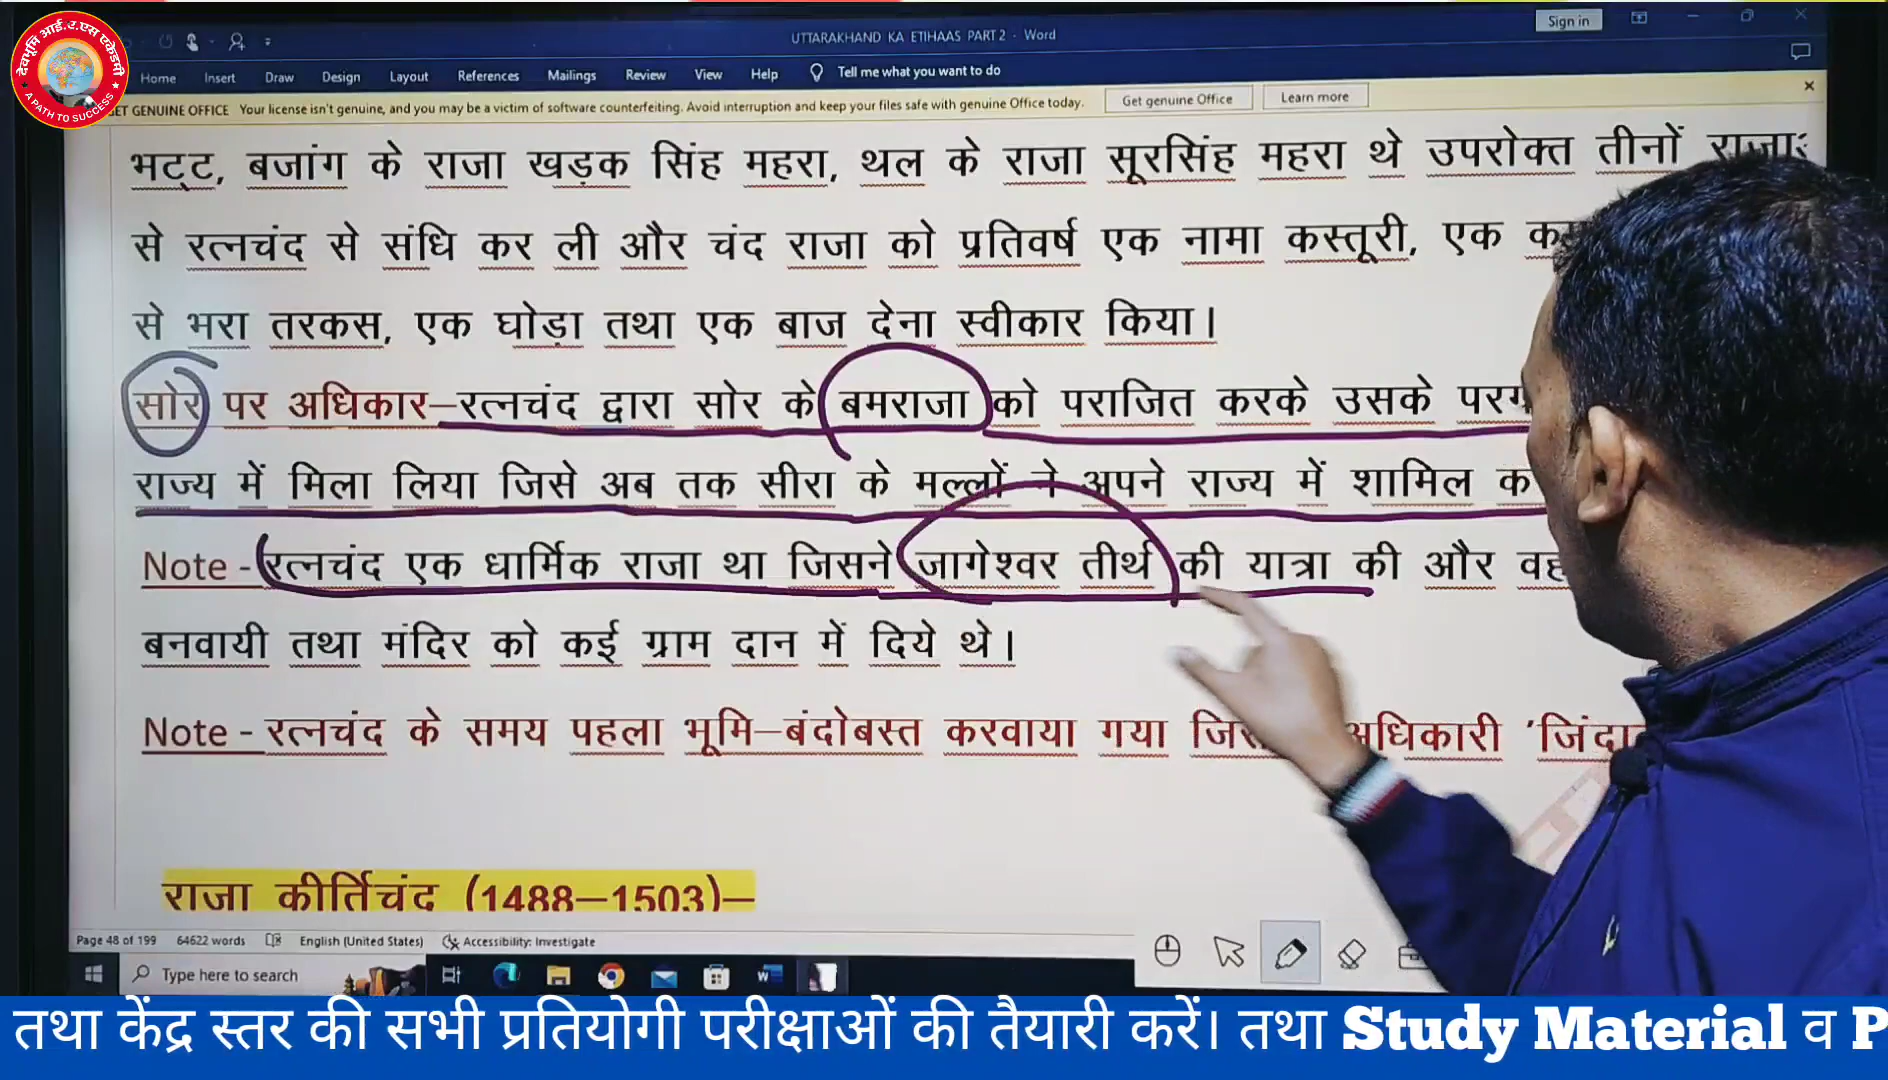 देवभूमि आई.ए.एस एकेडमी
A PATH TO SUCCESS
UTTARAKHAND KA ETIHAAS PART 2 - Word
Sign in
Home Insert Draw Design Layout References Mailings Review View Help Tell me what you want to do
GET GENUINE OFFICE Your license isn't genuine, and you may be a victim of software counterfeiting. Avoid interruption and keep your files safe with genuine Office today. Get genuine Office Learn more
भट्ट, बजांग के राजा खड़क सिंह महरा, थल के राजा सूरसिंह महरा थे उपरोक्त तीनों
से रत्नचंद से संधि कर ली और चंद राजा को प्रतिवर्ष एक नामा कस्तूरी, एक
से भरा तरकस, एक घोड़ा तथा एक बाज देना स्वीकार किया।
सोर पर अधिकार–रत्नचंद द्वारा सोर के बमराजा को पराजित करके उसके
राज्य में मिला लिया जिसे अब तक सीरा के मल्लों ने अपने राज्य में शामिल
Note - रत्नचंद एक धार्मिक राजा था जिसने जागेश्वर तीर्थ की यात्रा की और
बनवायी तथा मंदिर को कई ग्राम दान में दिये थे।
Note - रत्नचंद के समय पहला भूमि–बंदोबस्त करवाया गया अधिकारी
राजा कीर्तिचंद (1488–1503)–
Page 48 of 199 64622 words English (United States) Accessibility: Investigate
Type here to search
तथा केंद्र स्तर की सभी प्रतियोगी परीक्षाओं की तैयारी करें। तथा Study Material व P